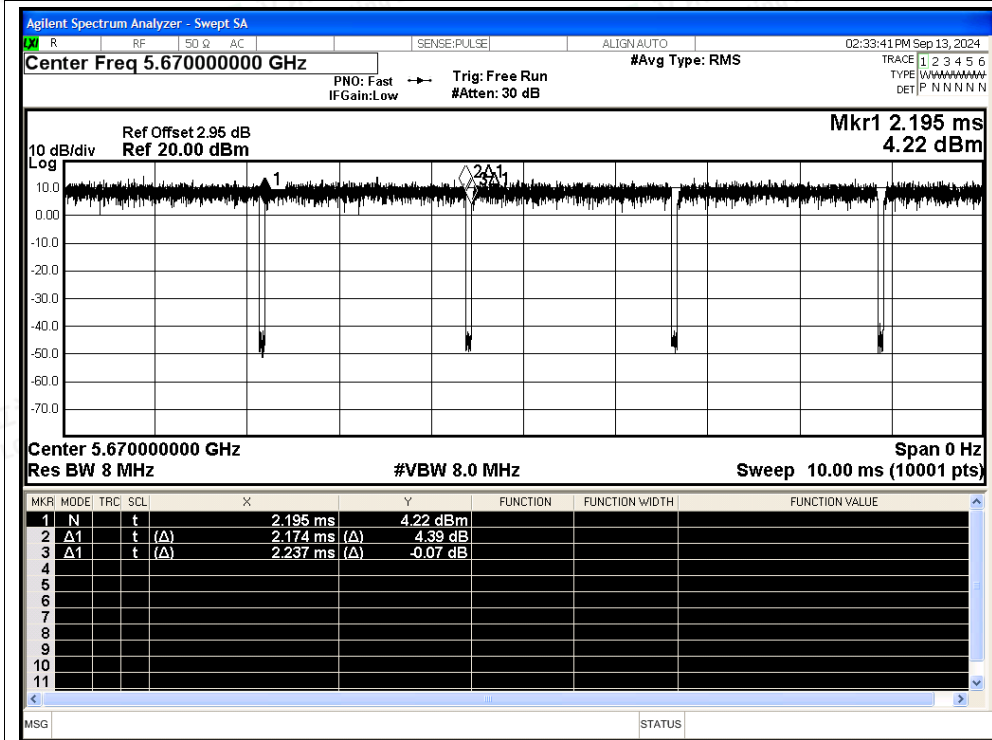 Agilent Spectrum Analyzer - Swept SA
LXI R RF 50 Ω AC SENSE:PULSE ALIGN AUTO 02:33:41 PM Sep 13, 2024
Center Freq 5.670000000 GHz #Avg Type: RMS TRACE 1 2 3 4 5 6
PNO: Fast Trig: Free Run TYPE
IFGain:Low #Atten: 30 dB DET P N N N N N
Mkr1 2.195 ms
Ref Offset 2.95 dB
10 dB/div Ref 20.00 dBm 4.22 dBm
Log
1 2Δ1
3Δ1
10.0
0.00
-10.0
-20.0
-30.0
-40.0
-50.0
-60.0
-70.0
Center 5.670000000 GHz Span 0 Hz
Res BW 8 MHz #VBW 8.0 MHz Sweep 10.00 ms (10001 pts)
MKR MODE TRC SCL X Y FUNCTION FUNCTION WIDTH FUNCTION VALUE
1 N t 2.195 ms 4.22 dBm
2 Δ1 t (Δ) 2.174 ms (Δ) 4.39 dB
3 Δ1 t (Δ) 2.237 ms (Δ) -0.07 dB
4
5
6
7
8
9
10
11
MSG STATUS